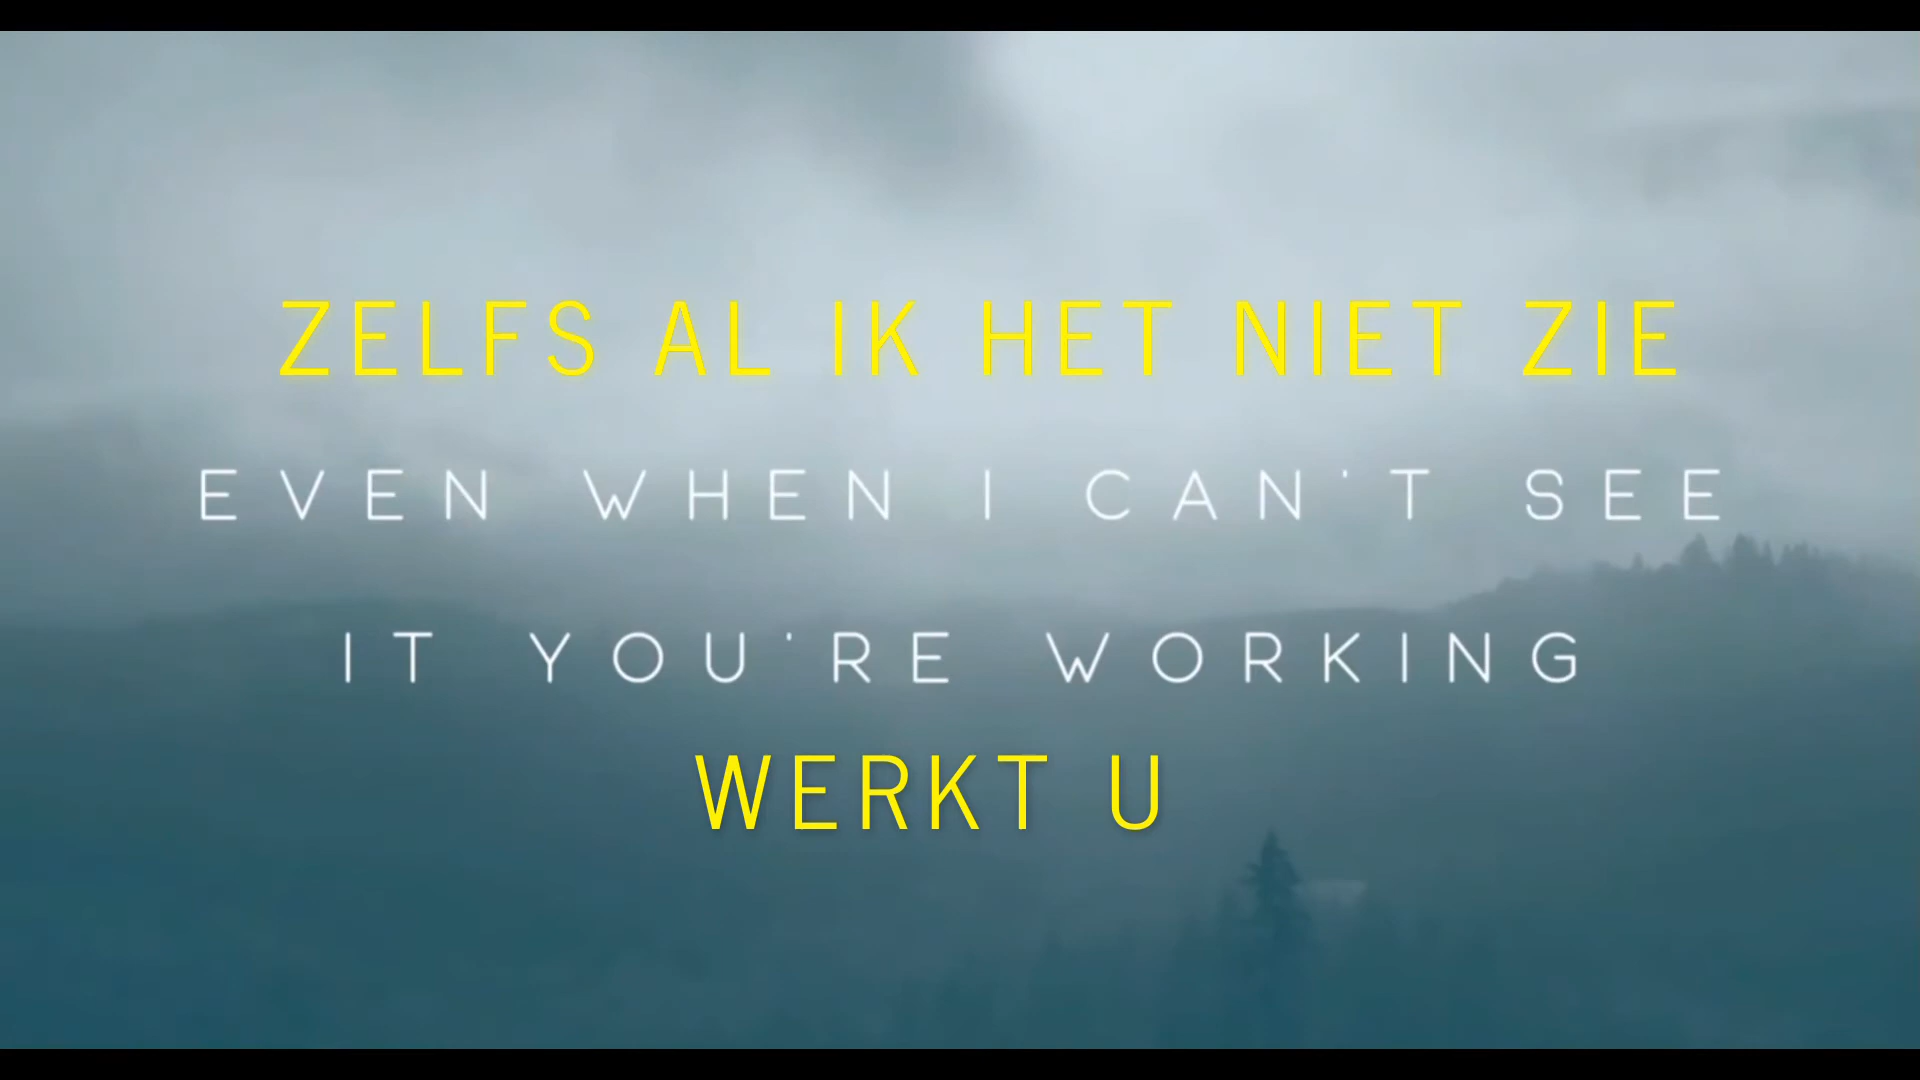 ZELFS AL IK HET NIET ZIE
EVEN WHEN I CAN'T SEE
IT YOU'RE WORKING
WERKT U